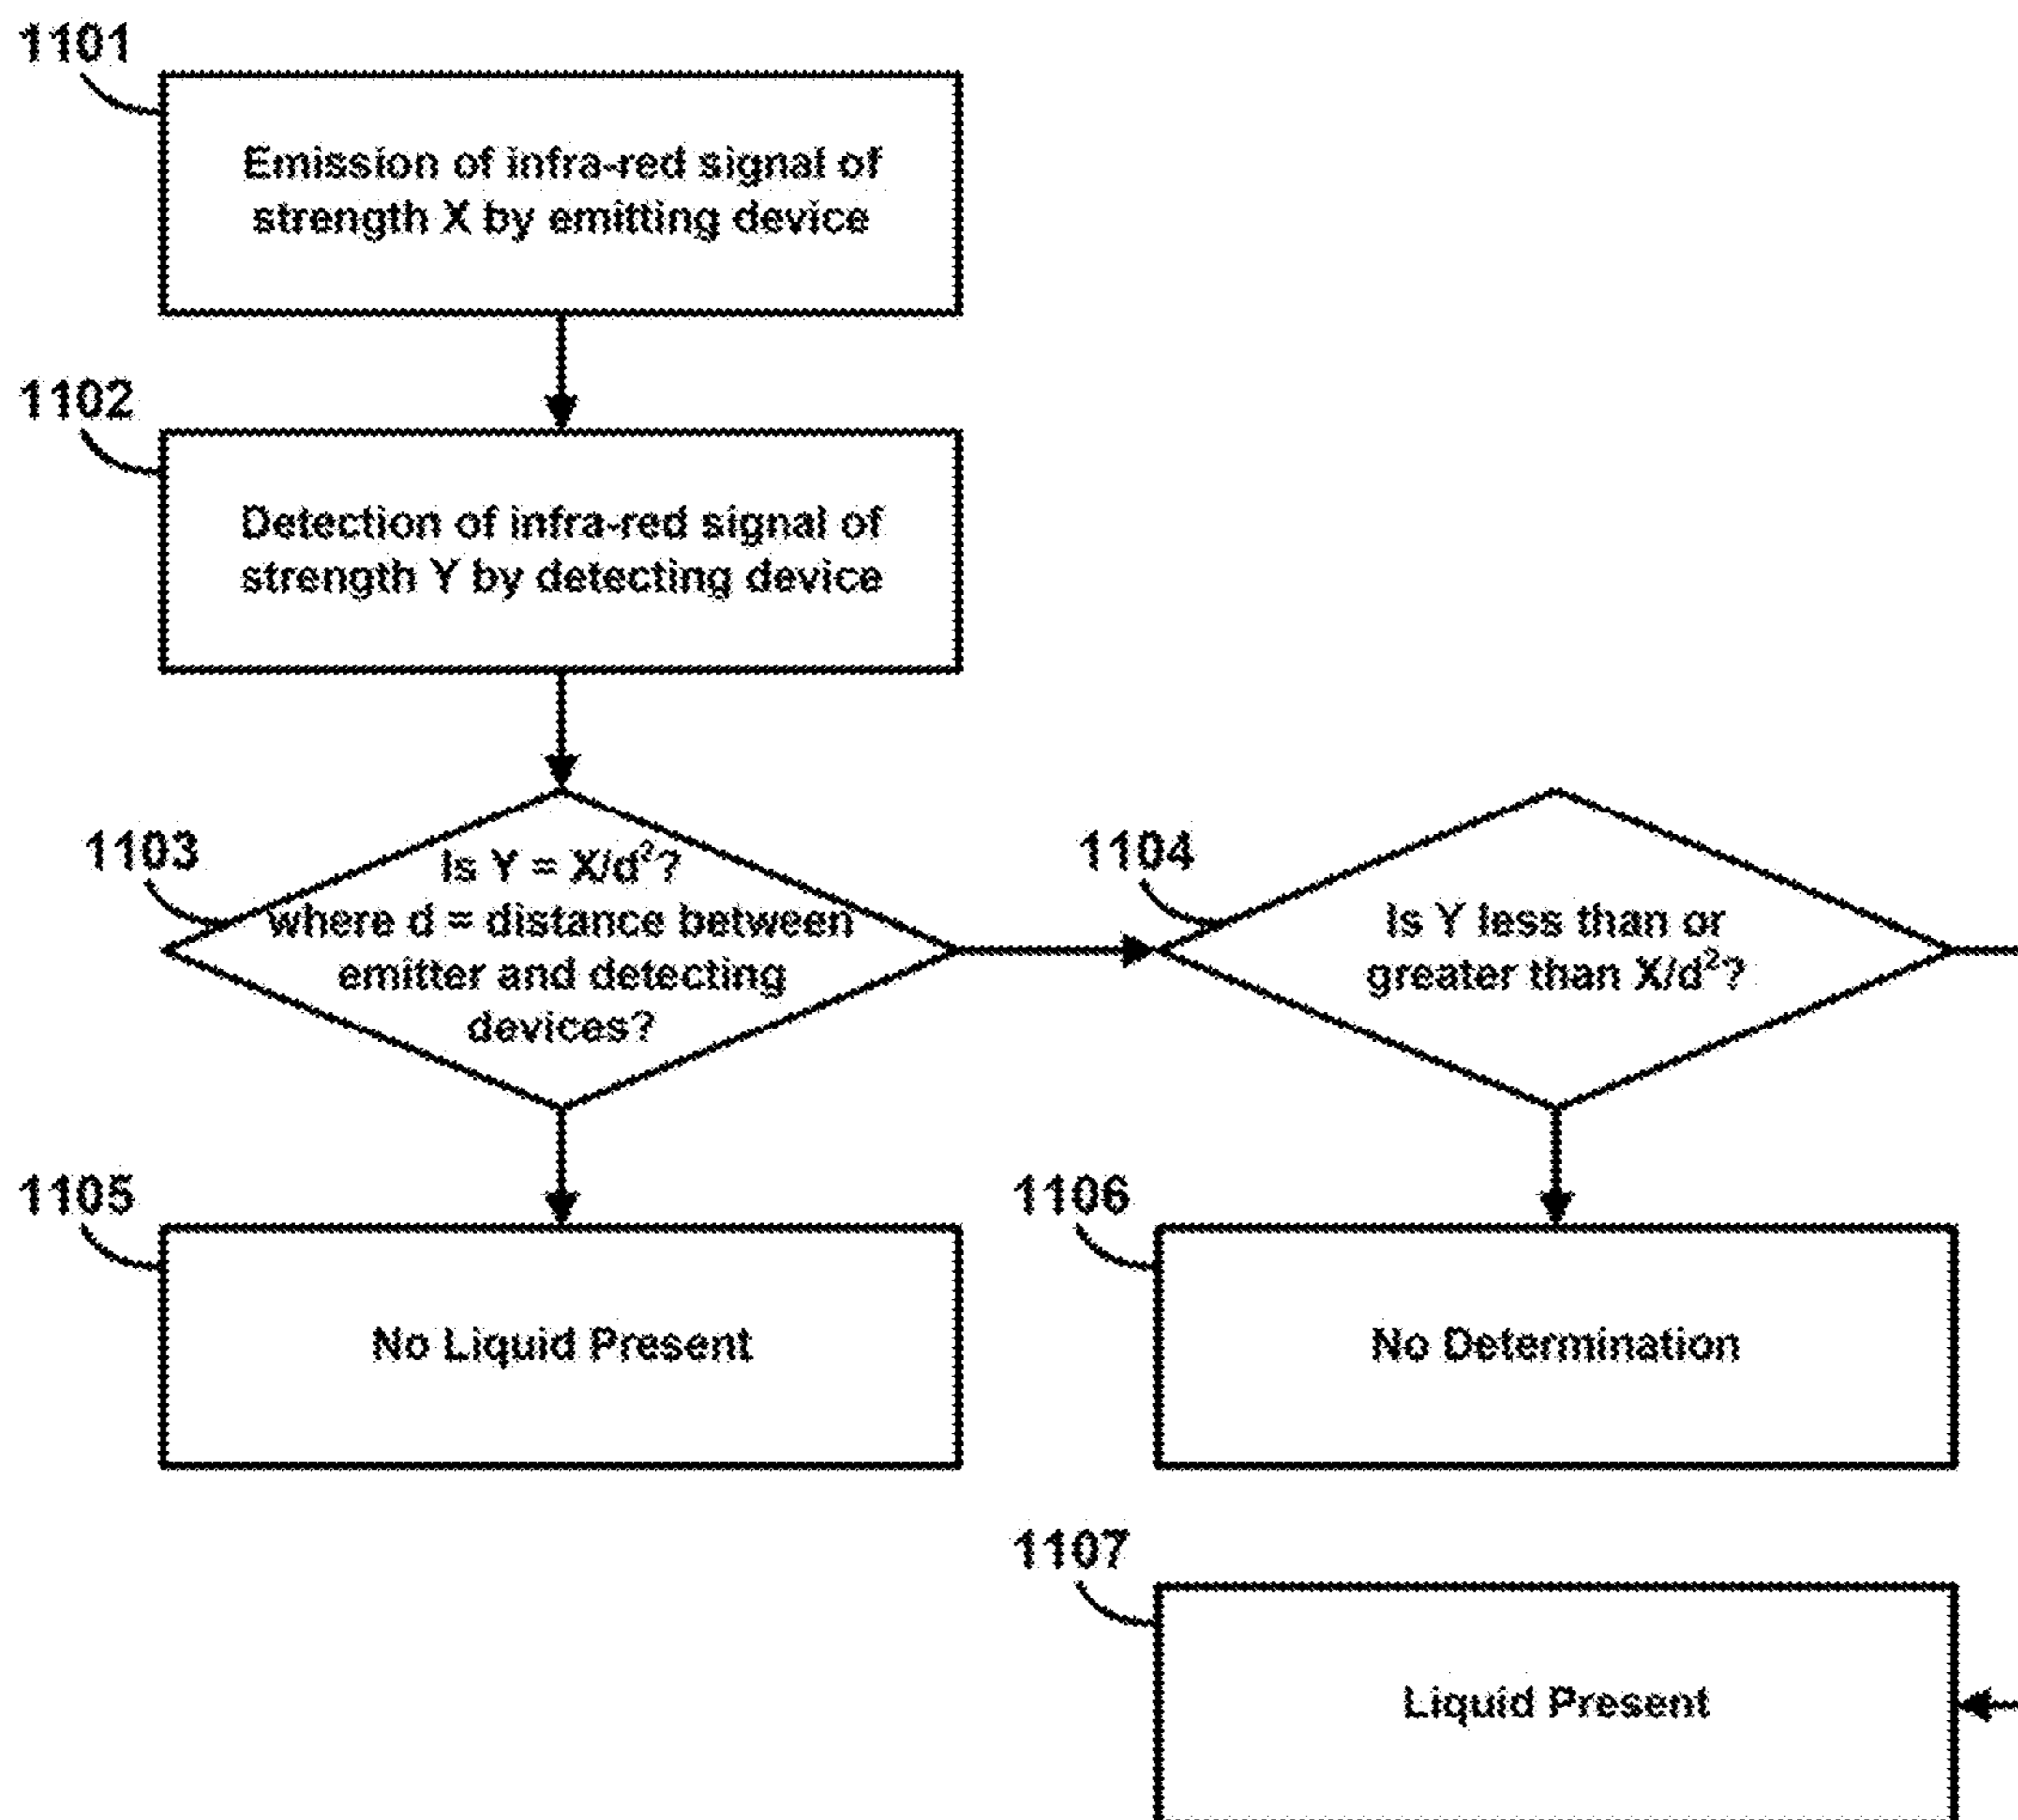 1101
Emission of infra-red signal of
strength X by emitting device
1102
Detection of infra-red signal of
strength Y by detecting device
1103
Is Y = X/d²?
where d = distance between
emitter and detecting
devices?
1104
Is Y less than or
greater than X/d²?
1105
No Liquid Present
1106
No Determination
1107
Liquid Present